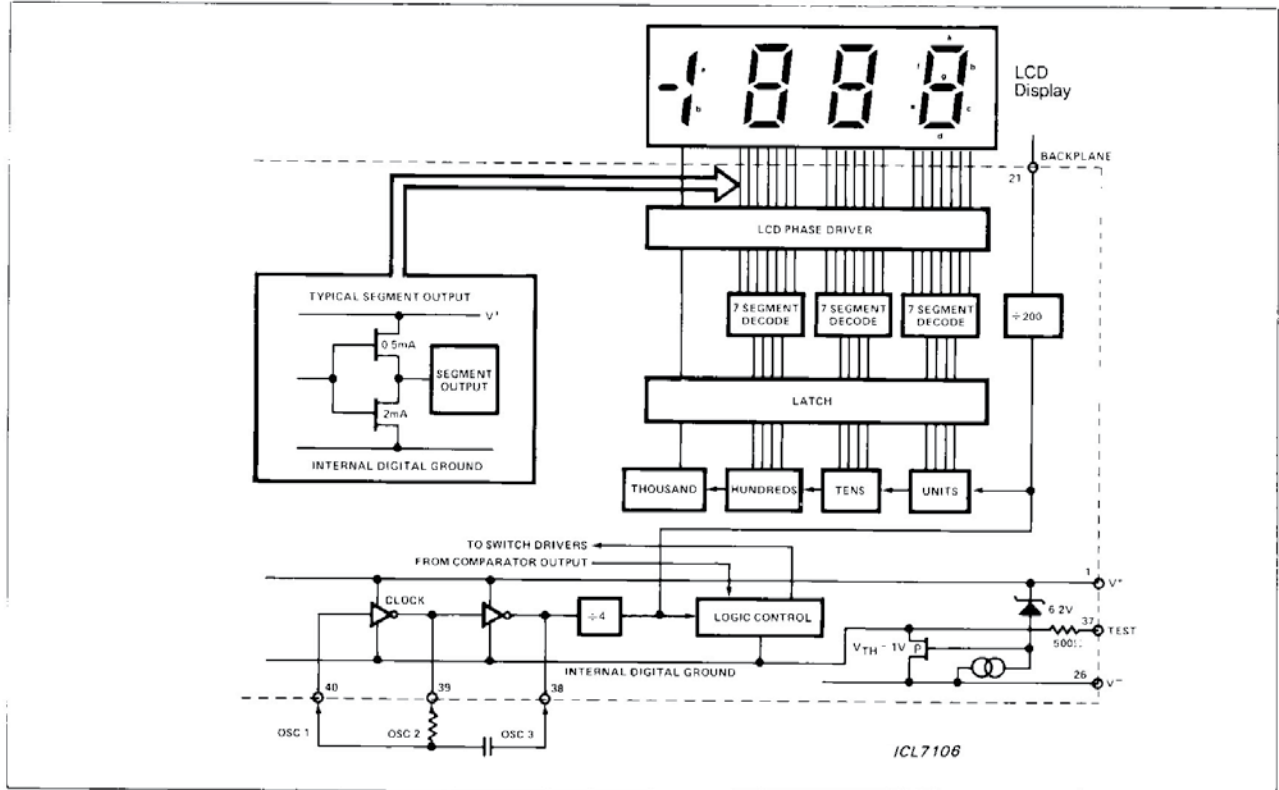 a
f b
g
e c
d
a
b
LCD
Display
BACKPLANE
21
LCD PHASE DRIVER
TYPICAL SEGMENT OUTPUT
V+
0.5mA
SEGMENT
OUTPUT
2mA
INTERNAL DIGITAL GROUND
7 SEGMENT
DECODE
7 SEGMENT
DECODE
7 SEGMENT
DECODE
÷200
LATCH
THOUSAND
HUNDREDS
TENS
UNITS
TO SWITCH DRIVERS
FROM COMPARATOR OUTPUT
1
V+
CLOCK
÷4
LOGIC CONTROL
6.2V
37
TEST
500Ω
VTH - 1V
P
INTERNAL DIGITAL GROUND
26
V−
40
39
38
OSC 1
OSC 2
OSC 3
ICL7106